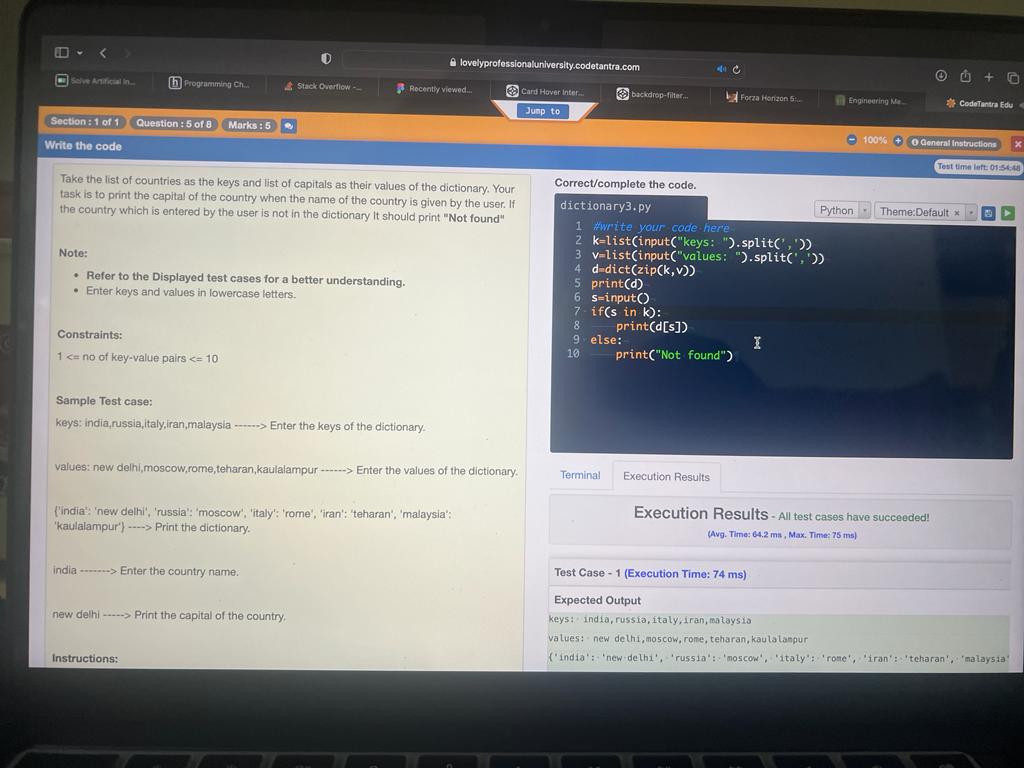 lovelyprofessionaluniversity.codetantra.com
Solve Artificial In...
Programming Ch...
Stack Overflow -...
Recently viewed...
Card Hover Inter...
backdrop-filter...
Forza Horizon 5:...
Engineering Me...
CodeTantra Edu
Jump to
Section : 1 of 1
Question : 5 of 8
Marks : 5
100%
General Instructions
Write the code
Test time left: 01:54:48
Take the list of countries as the keys and list of capitals as their values of the dictionary. Your
task is to print the capital of the country when the name of the country is given by the user. If
the country which is entered by the user is not in the dictionary It should print "Not found"
Note:
• Refer to the Displayed test cases for a better understanding.
• Enter keys and values in lowercase letters.
Constraints:
1 <= no of key-value pairs <= 10
Sample Test case:
keys: india,russia,italy,iran,malaysia ------> Enter the keys of the dictionary.
values: new delhi,moscow,rome,teharan,kaulalampur ------> Enter the values of the dictionary.
{'india': 'new delhi', 'russia': 'moscow', 'italy': 'rome', 'iran': 'teharan', 'malaysia':
'kaulalampur'} ----> Print the dictionary.
india -------> Enter the country name.
new delhi -----> Print the capital of the country.
Instructions:
Correct/complete the code.
dictionary3.py
Python
Theme:Default ×
1 #write your code here
2 k=list(input("keys: ").split(','))
3 v=list(input("values: ").split(','))
4 d=dict(zip(k,v))
5 print(d)
6 s=input()
7 if(s in k):
8     print(d[s])
9 else:
10     print("Not found")
Terminal
Execution Results
Execution Results - All test cases have succeeded!
(Avg. Time: 64.2 ms , Max. Time: 75 ms)
Test Case - 1 (Execution Time: 74 ms)
Expected Output
keys: india,russia,italy,iran,malaysia
values: new delhi,moscow,rome,teharan,kaulalampur
{'india': 'new delhi', 'russia': 'moscow', 'italy': 'rome', 'iran': 'teharan', 'malaysia'